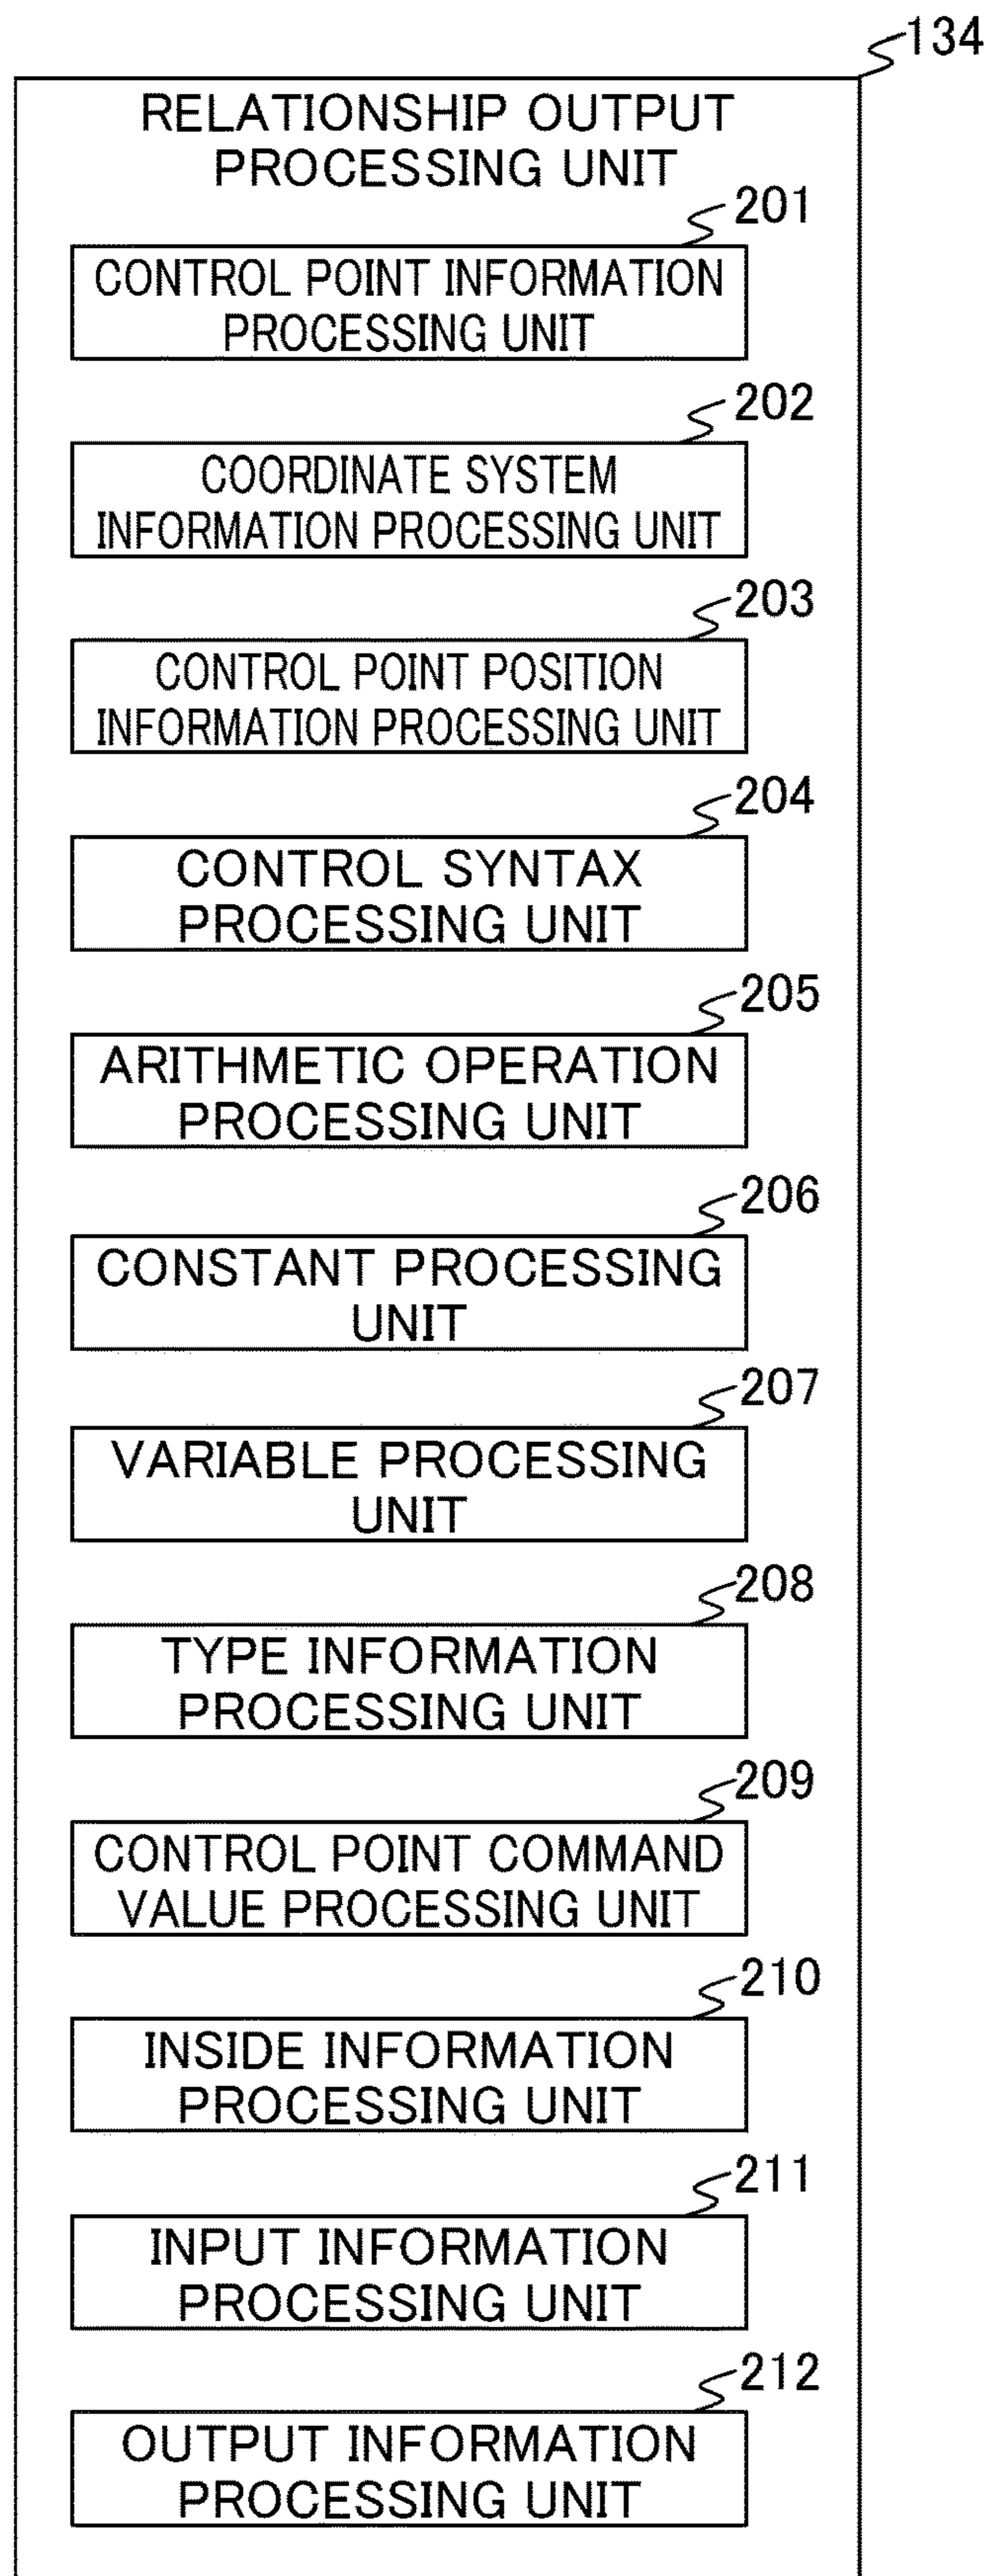 134
RELATIONSHIP OUTPUT
PROCESSING UNIT
201
CONTROL POINT INFORMATION
PROCESSING UNIT
202
COORDINATE SYSTEM
INFORMATION PROCESSING UNIT
203
CONTROL POINT POSITION
INFORMATION PROCESSING UNIT
204
CONTROL SYNTAX
PROCESSING UNIT
205
ARITHMETIC OPERATION
PROCESSING UNIT
206
CONSTANT PROCESSING
UNIT
207
VARIABLE PROCESSING
UNIT
208
TYPE INFORMATION
PROCESSING UNIT
209
CONTROL POINT COMMAND
VALUE PROCESSING UNIT
210
INSIDE INFORMATION
PROCESSING UNIT
211
INPUT INFORMATION
PROCESSING UNIT
212
OUTPUT INFORMATION
PROCESSING UNIT